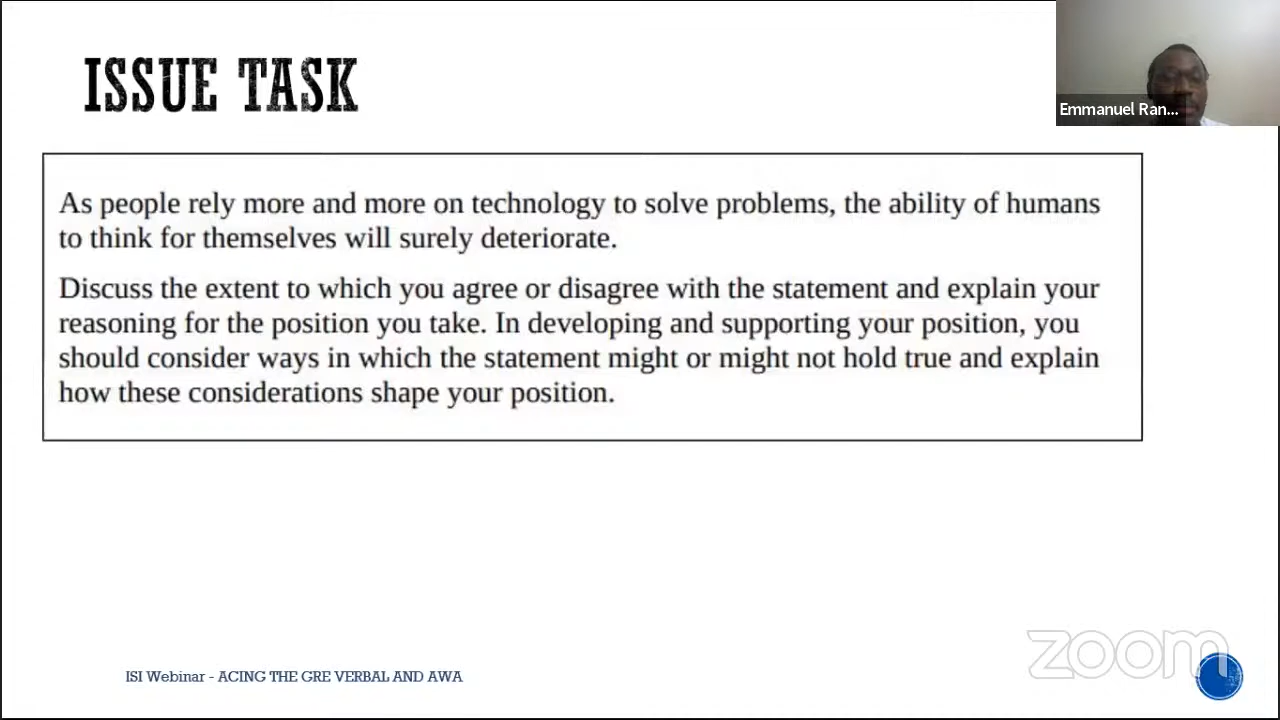 ISSUE TASK
Emmanuel Ran...
As people rely more and more on technology to solve problems, the ability of humans
to think for themselves will surely deteriorate.
Discuss the extent to which you agree or disagree with the statement and explain your
reasoning for the position you take. In developing and supporting your position, you
should consider ways in which the statement might or might not hold true and explain
how these considerations shape your position.
zoom
ISI Webinar - ACING THE GRE VERBAL AND AWA